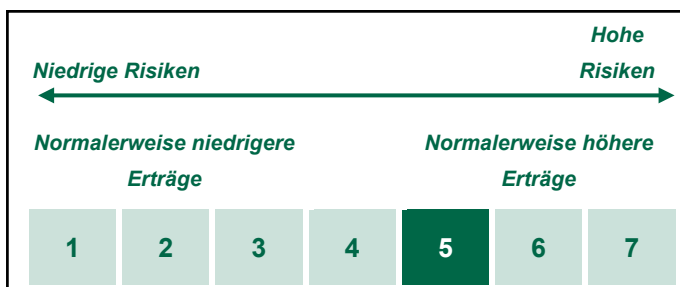 Hohe
Niedrige Risiken Risiken
Normalerweise niedrigere Normalerweise höhere
Erträge Erträge
1 2 3 4 5 6 7